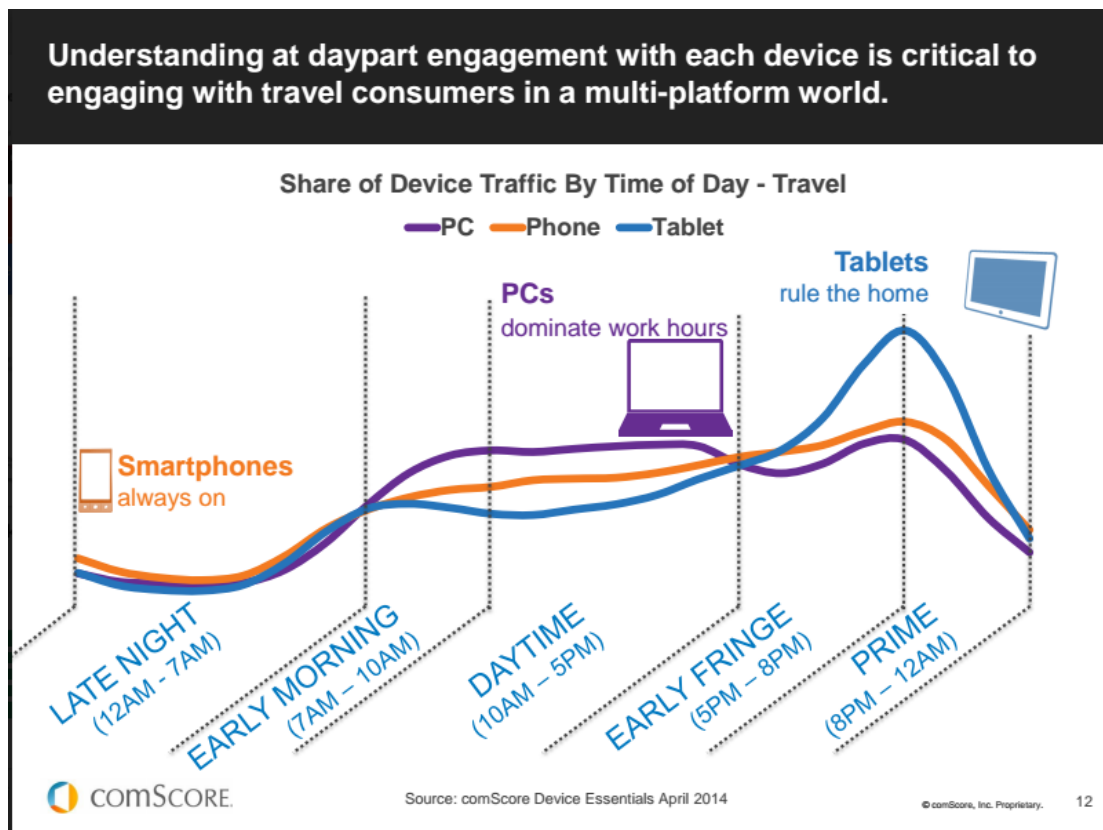 Understanding at daypart engagement with each device is critical to
engaging with travel consumers in a multi-platform world.
Share of Device Traffic By Time of Day - Travel
PC Phone Tablet
Tablets
rule the home
PCs
dominate work hours
Smartphones
always on
LATE NIGHT
(12AM - 7AM)
EARLY MORNING
(7AM – 10AM)
DAYTIME
(10AM – 5PM)
EARLY FRINGE
(5PM – 8PM)
PRIME
(8PM – 12AM)
comSCORE.
Source: comScore Device Essentials April 2014
© comScore, Inc. Proprietary.
12